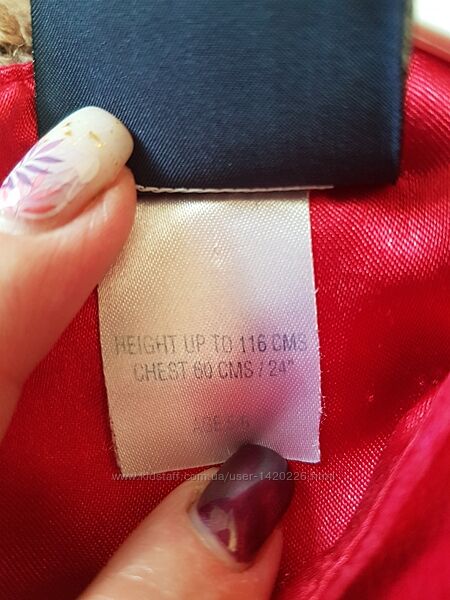 HEIGHT UP TO 116 CMS
CHEST 60 CMS / 24"
AGE
www.kidstaff.com.ua/user-1420226